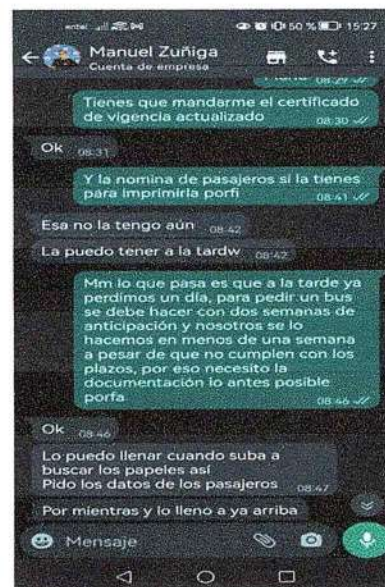 entel
50 % 15:27
Manuel Zuñiga
Cuenta de empresa
08:29
Tienes que mandarme el certificado
de vigencia actualizado
08:30
Ok 08:31
Y la nomina de pasajeros si la tienes
para imprimirla porfi
08:41
Esa no la tengo aún 08:42
La puedo tener a la tardw 08:42
Mm lo que pasa es que a la tarde ya
perdimos un día, para pedir un bus
se debe hacer con dos semanas de
anticipación y nosotros se lo
hacemos en menos de una semana
a pesar de que no cumplen con los
plazos, por eso necesito la
documentación lo antes posible
porfa
08:46
Ok 08:46
Lo puedo llenar cuando suba a
buscar los papeles así
Pido los datos de los pasajeros 08:47
Por mientras y lo lleno a ya arriba
Mensaje